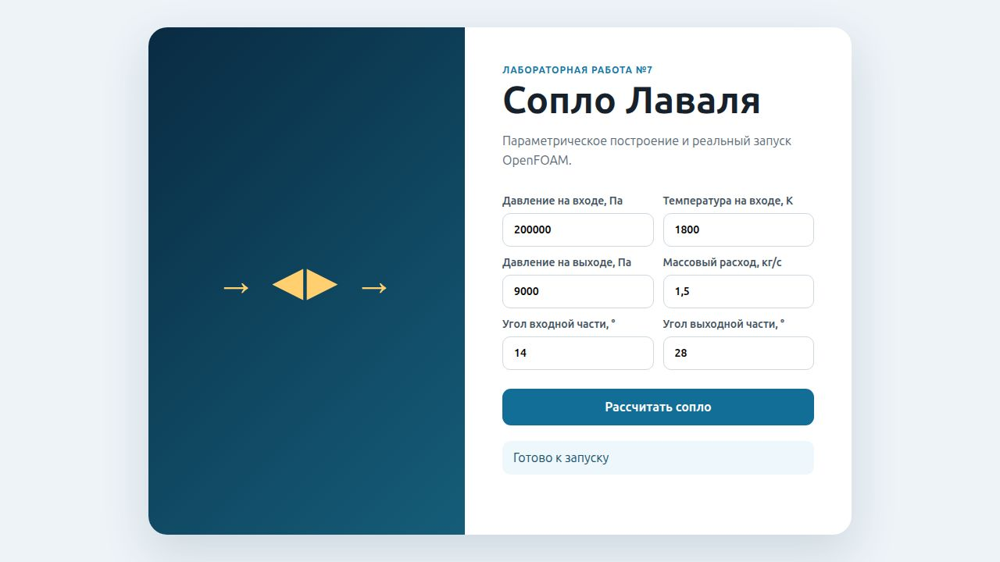 ЛАБОРАТОРНАЯ РАБОТА №7
Сопло Лаваля
Параметрическое построение и реальный запуск
OpenFOAM.
Давление на входе, Па
Температура на входе, К
200000
1800
Давление на выходе, Па
Массовый расход, кг/с
9000
1,5
Угол входной части, °
Угол выходной части, °
14
28
Рассчитать сопло
Готово к запуску
→ ◀▶ →